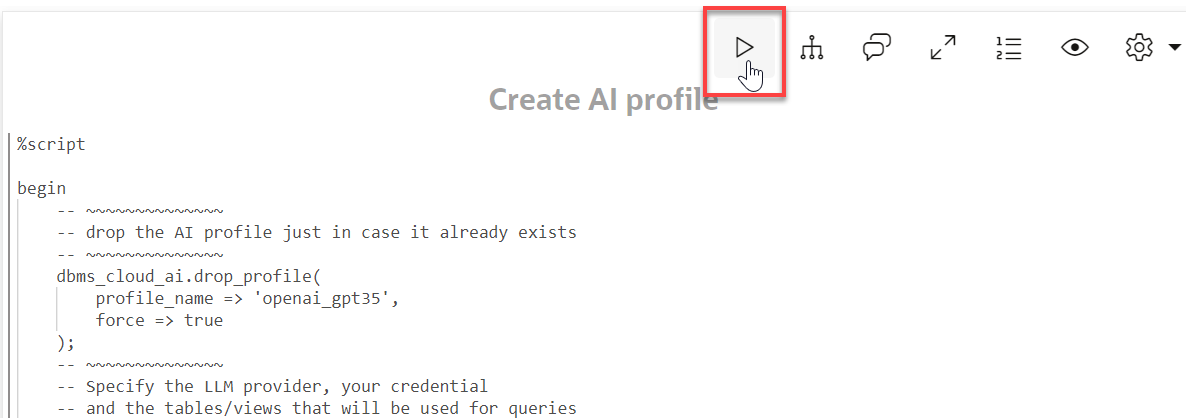 Create AI profile
%script
begin
-- ~~~~~~~~~~~~~~
-- drop the AI profile just in case it already exists
-- ~~~~~~~~~~~~~~
dbms_cloud_ai.drop_profile(
profile_name => 'openai_gpt35',
force => true
);
-- ~~~~~~~~~~~~~~
-- Specify the LLM provider, your credential
-- and the tables/views that will be used for queries